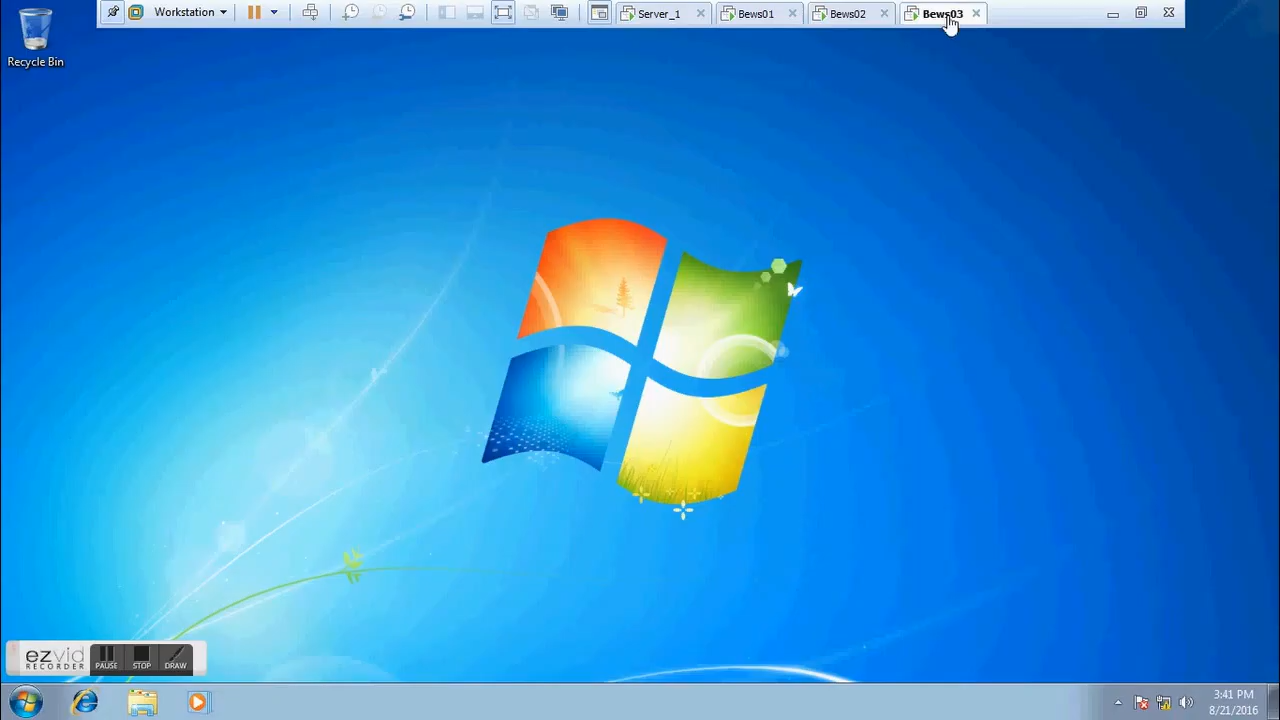 Workstation
Server_1
Bews01
Bews02
Bews03
Recycle Bin
ezvid
RECORDER
PAUSE
STOP
DRAW
3:41 PM
8/21/2016